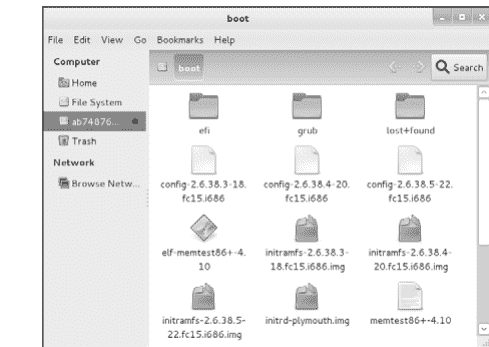 boot
File Edit View Go Bookmarks Help
Computer
Home
File System
ab74876...
Trash
Network
Browse Netw...
boot
Search
efi
grub
lost+found
config-2.6.38.3-18.
fc15.i686
config-2.6.38.4-20.
fc15.i686
config-2.6.38.5-22.
fc15.i686
elf-memtest86+-4.
10
initramfs-2.6.38.3-
18.fc15.i686.img
initramfs-2.6.38.4-
20.fc15.i686.img
initramfs-2.6.38.5-
22.fc15.i686.img
initrd-plymouth.img
memtest86+-4.10